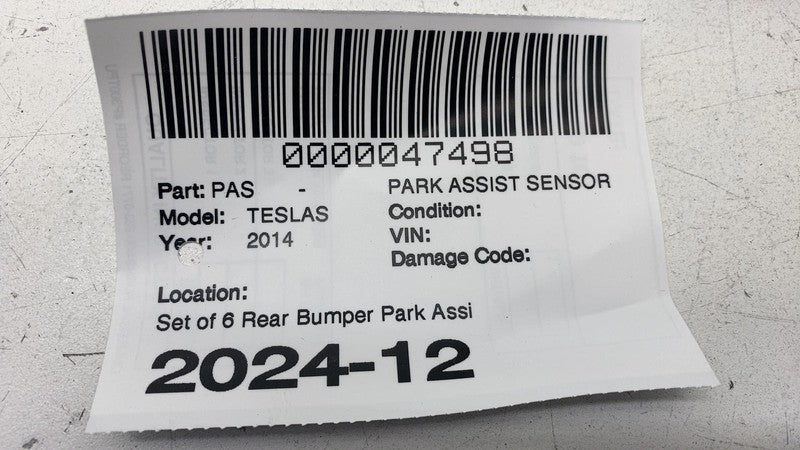 0000047498
Part: PAS - PARK ASSIST SENSOR
Model: TESLAS Condition:
Year: 2014 VIN:
Damage Code:
Location:
Set of 6 Rear Bumper Park Assi
2024-12